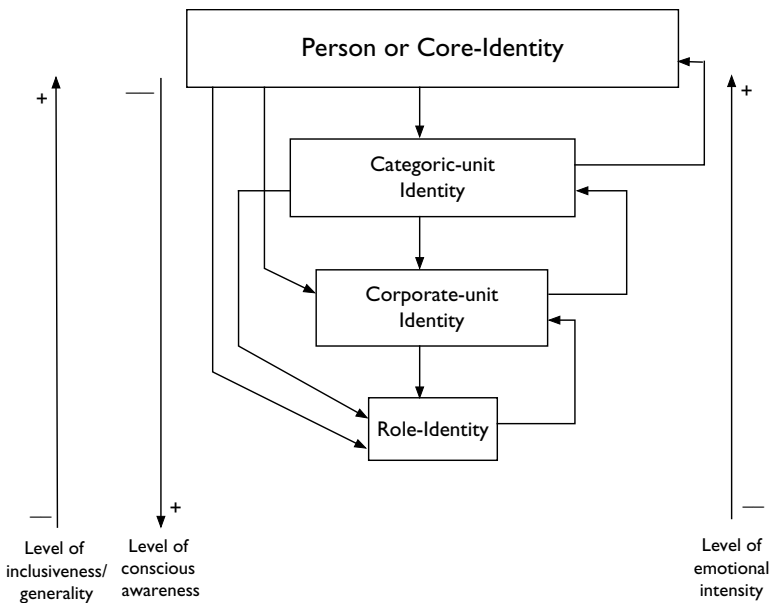 Person or Core-Identity
+
—
+
Categoric-unit
Identity
Corporate-unit
Identity
Role-Identity
—
+
—
Level of
inclusiveness/
generality
Level of
conscious
awareness
Level of
emotional
intensity